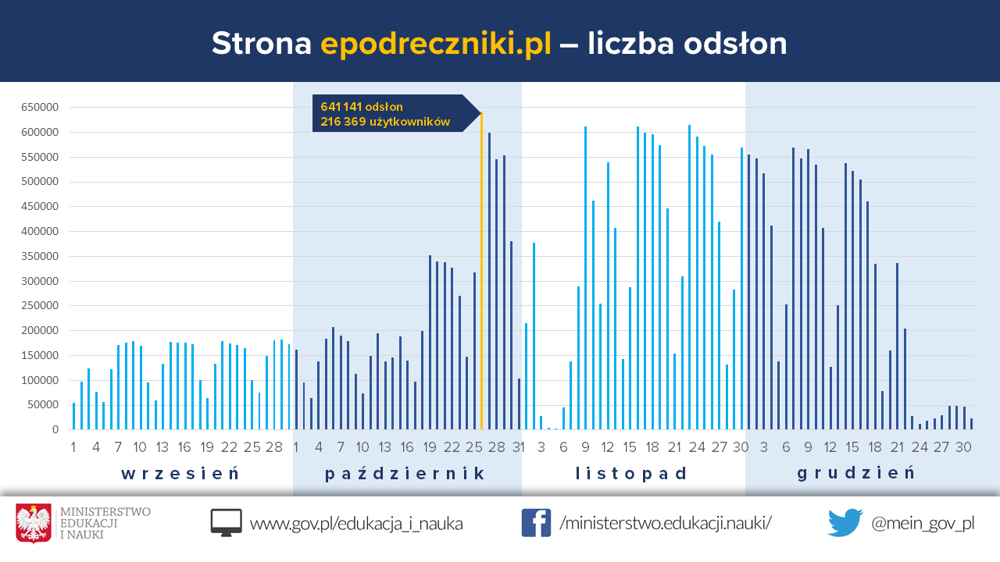 Strona epodreczniki.pl – liczba odsłon
641 141 odsłon
216 369 użytkowników
650000
600000
550000
500000
450000
400000
350000
300000
250000
200000
150000
100000
50000
0
1 4 7 10 13 16 19 22 25 28 1 4 7 10 13 16 19 22 25 28 31 3 6 9 12 15 18 21 24 27 30 3 6 9 12 15 18 21 24 27 30
wrzesień październik listopad grudzień
MINISTERSTWO
EDUKACJI
I NAUKI
www.gov.pl/edukacja_i_nauka
/ministerstwo.edukacji.nauki/
@mein_gov_pl